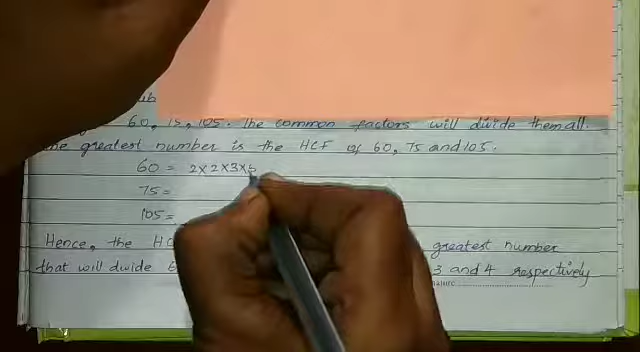 60, 75, 105. The common factors will divide them all.
greatest number is the HCF of 60, 75 and 105.
60 = 2×2×3×5
75 =
105 =
Hence, the greatest number
that will divide 3 and 4 respectively